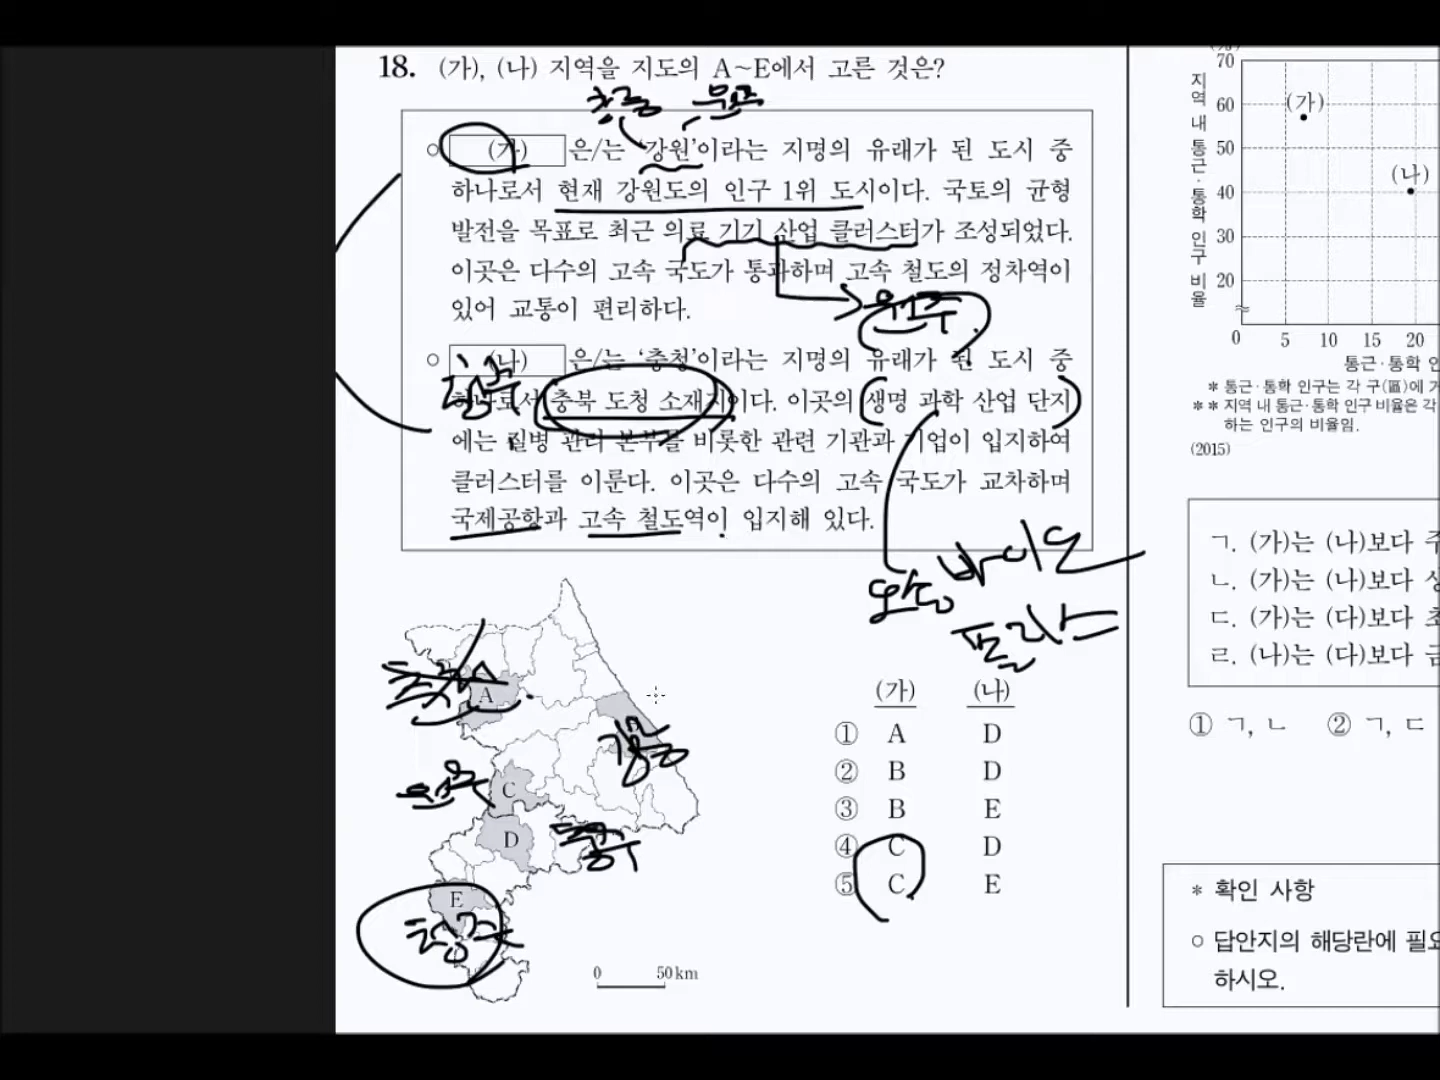 18. (가), (나) 지역을 지도의 A~E에서 고른 것은?
강릉 원주
○ (가) 은/는 ‘강원’이라는 지명의 유래가 된 도시 중
하나로서 현재 강원도의 인구 1위 도시이다. 국토의 균형
발전을 목표로 최근 의료 기기 산업 클러스터가 조성되었다.
이곳은 다수의 고속 국도가 통과하며 고속 철도의 정차역이
있어 교통이 편리하다.
원주
○ (나) 은/는 ‘충청’이라는 지명의 유래가 된 도시 중
하나로서 충북 도청 소재지이다. 이곳의 생명 과학 산업 단지
청주
에는 질병 관리 본부를 비롯한 관련 기관과 기업이 입지하여
클러스터를 이룬다. 이곳은 다수의 고속 국도가 교차하며
국제공항과 고속 철도역이 입지해 있다.
오송 바이오
폴리스
춘천
A
강릉
원주
C
D
충주
E
청주
0 50km
(가) (나)
① A D
② B D
③ B E
④ C D
⑤ C E
70
60
50
40
30
20
0 5 10 15 20
지역 내 통근·통학 인구 비율
(가)
(나)
통근·통학 인
* 통근·통학 인구는 각 구(區)에 거
** 지역 내 통근·통학 인구 비율은 각
하는 인구의 비율임.
(2015)
ㄱ. (가)는 (나)보다 주
ㄴ. (가)는 (나)보다 상
ㄷ. (가)는 (다)보다 초
ㄹ. (나)는 (다)보다 금
① ㄱ, ㄴ ② ㄱ, ㄷ
* 확인 사항
○ 답안지의 해당란에 필요
하시오.